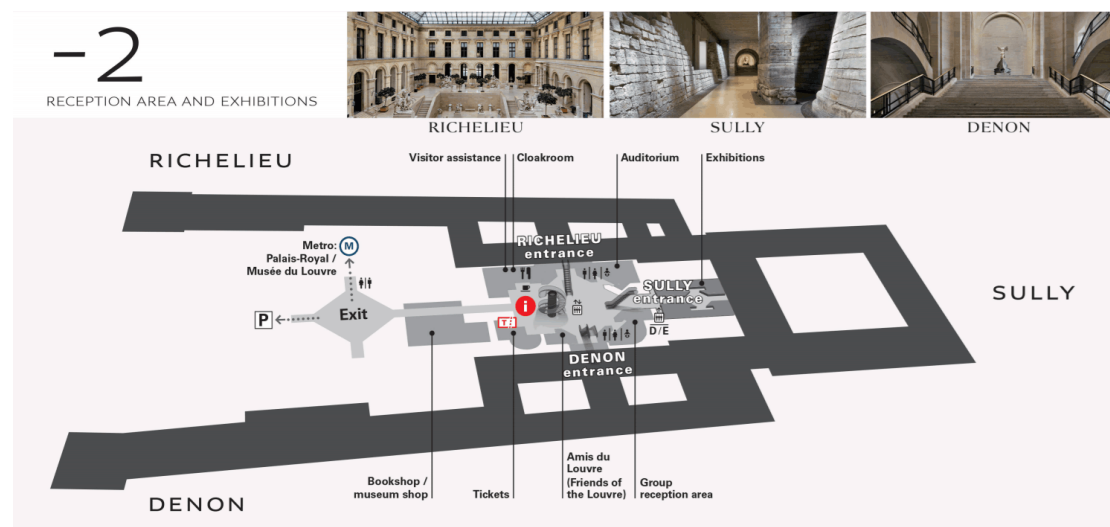 -2
RECEPTION AREA AND EXHIBITIONS
RICHELIEU
SULLY
DENON
RICHELIEU
Visitor assistance
Cloakroom
Auditorium
Exhibitions
Metro:
Palais-Royal /
Musée du Louvre
M
RICHELIEU
entrance
SULLY
entrance
SULLY
P
Exit
i
T
D/E
DENON
entrance
Bookshop /
museum shop
Tickets
Amis du
Louvre
(Friends of
the Louvre)
Group
reception area
DENON